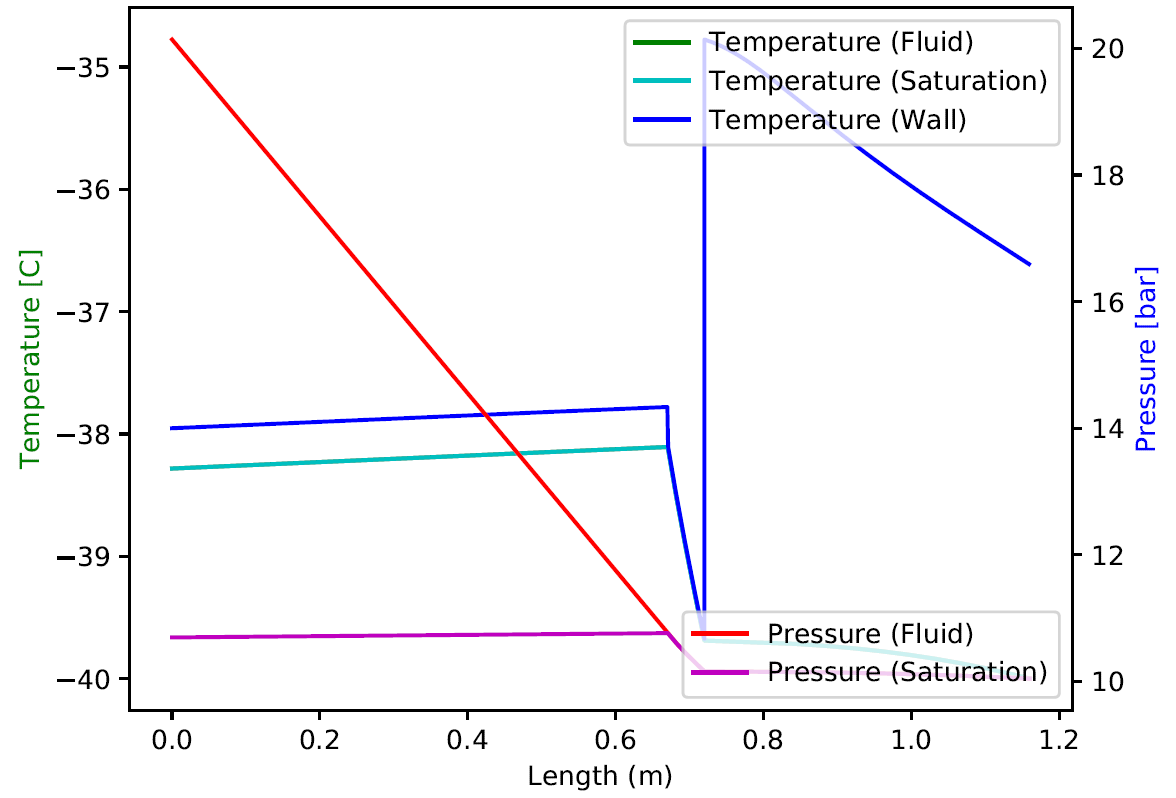 Temperature (Fluid)
Temperature (Saturation)
Temperature (Wall)
−35
−36
−37
−38
−39
−40
Temperature [C]
20
18
16
14
12
10
Pressure [bar]
Pressure (Fluid)
Pressure (Saturation)
0.0 0.2 0.4 0.6 0.8 1.0 1.2
Length (m)